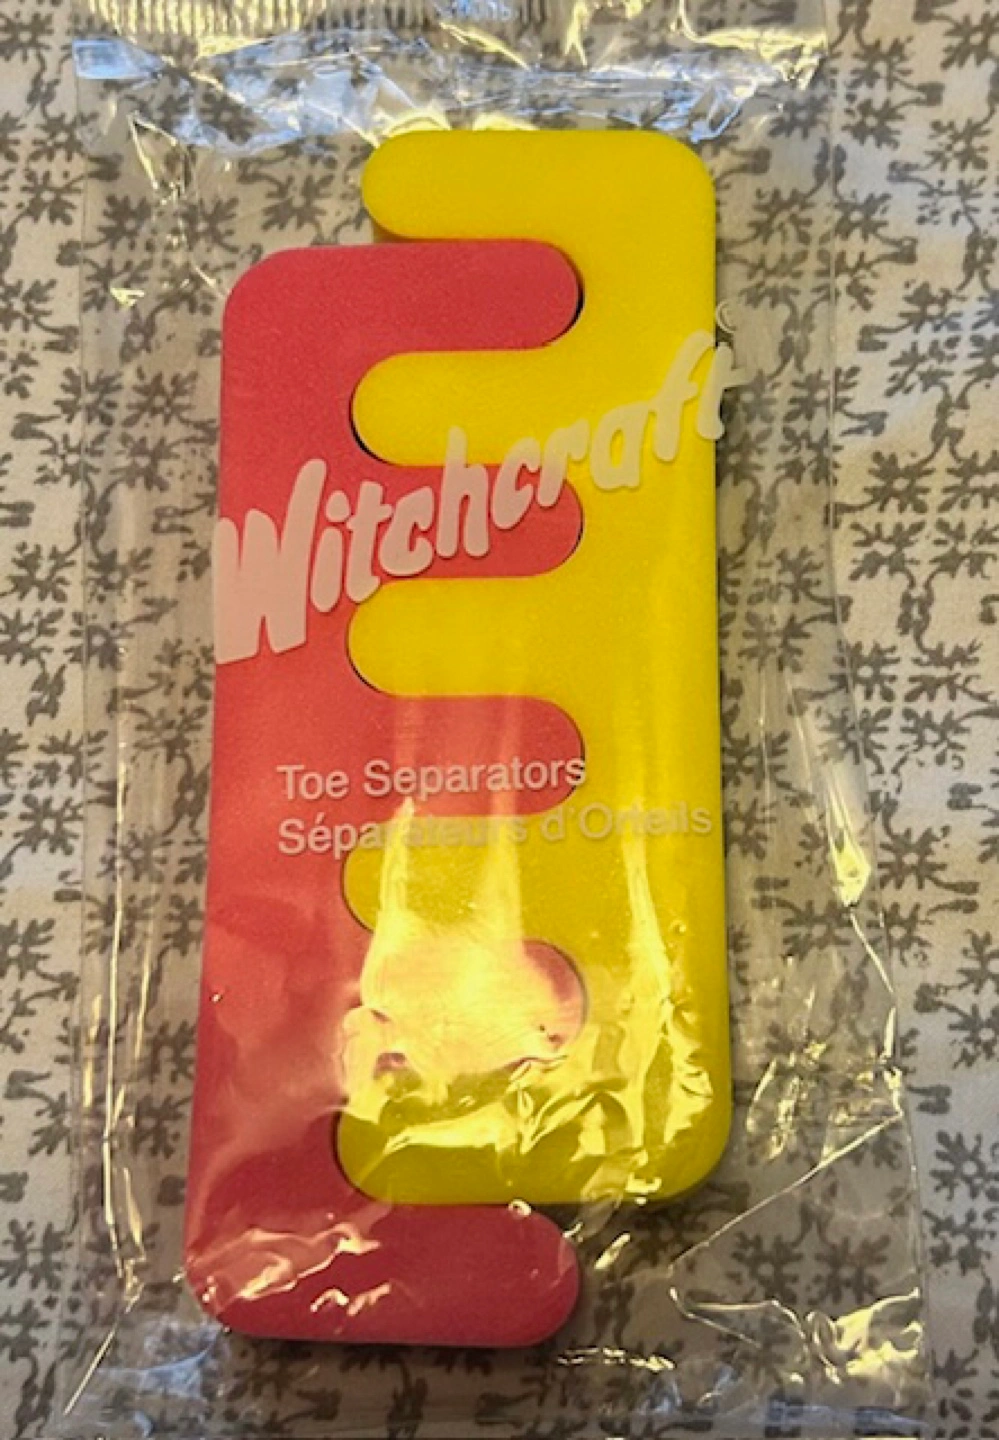 Witchcraft®
Toe Separators
Séparateurs d'Orteils